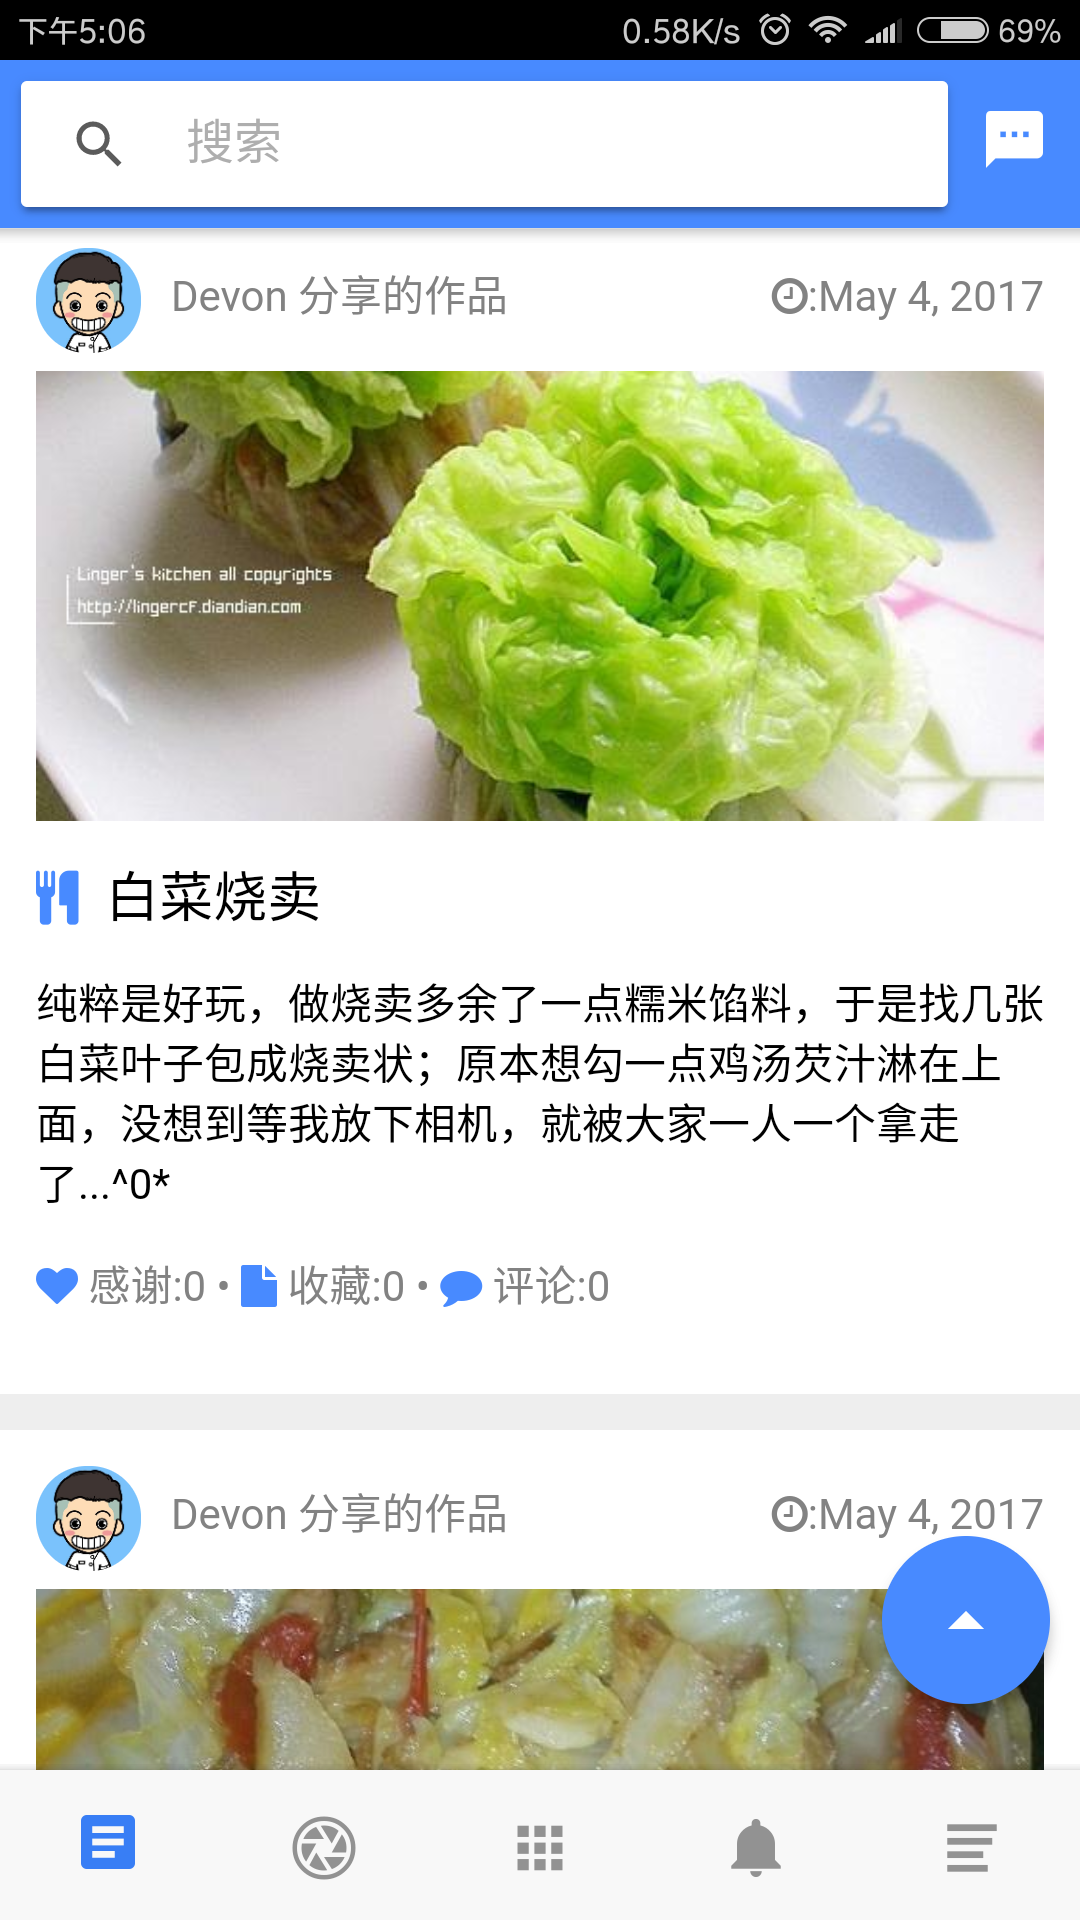 下午5:06
0.58K/s
69%
搜索
Devon 分享的作品
:May 4, 2017
Linger's kitchen all copyrights
http://lingercf.diandian.com
白菜烧卖
纯粹是好玩，做烧卖多余了一点糯米馅料，于是找几张
白菜叶子包成烧卖状；原本想勾一点鸡汤芡汁淋在上
面，没想到等我放下相机，就被大家一人一个拿走
了...^0*
感谢:0 • 收藏:0 • 评论:0
Devon 分享的作品
:May 4, 2017